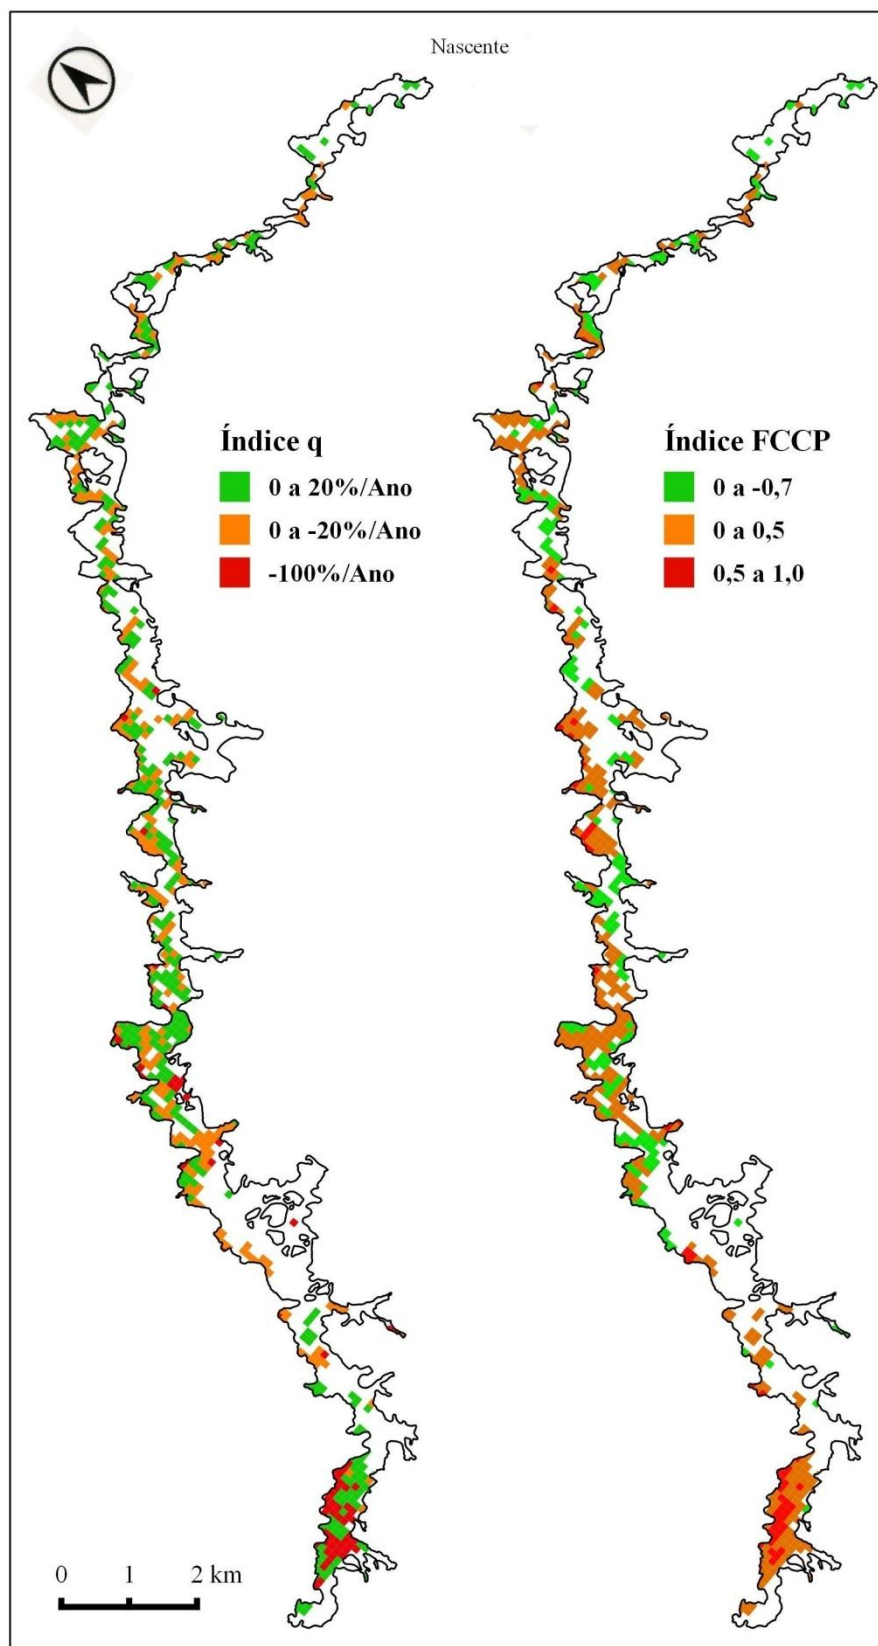 Nascente
Índice q
0 a 20%/Ano
0 a -20%/Ano
-100%/Ano
Índice FCCP
0 a -0,7
0 a 0,5
0,5 a 1,0
0 1 2 km